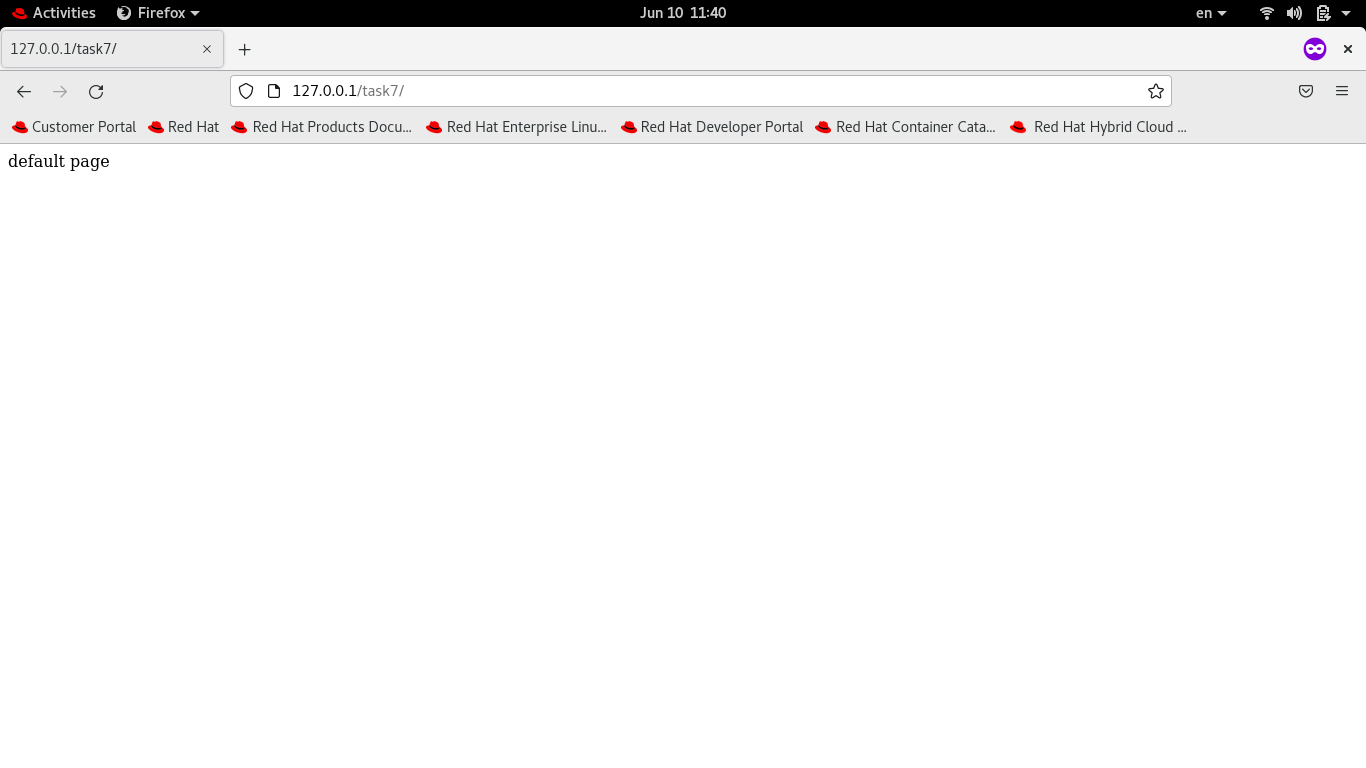 Activities Firefox Jun 10 11:40 en
127.0.0.1/task7/
127.0.0.1/task7/
Customer Portal Red Hat Red Hat Products Docu... Red Hat Enterprise Linu... Red Hat Developer Portal Red Hat Container Cata... Red Hat Hybrid Cloud ...
default page